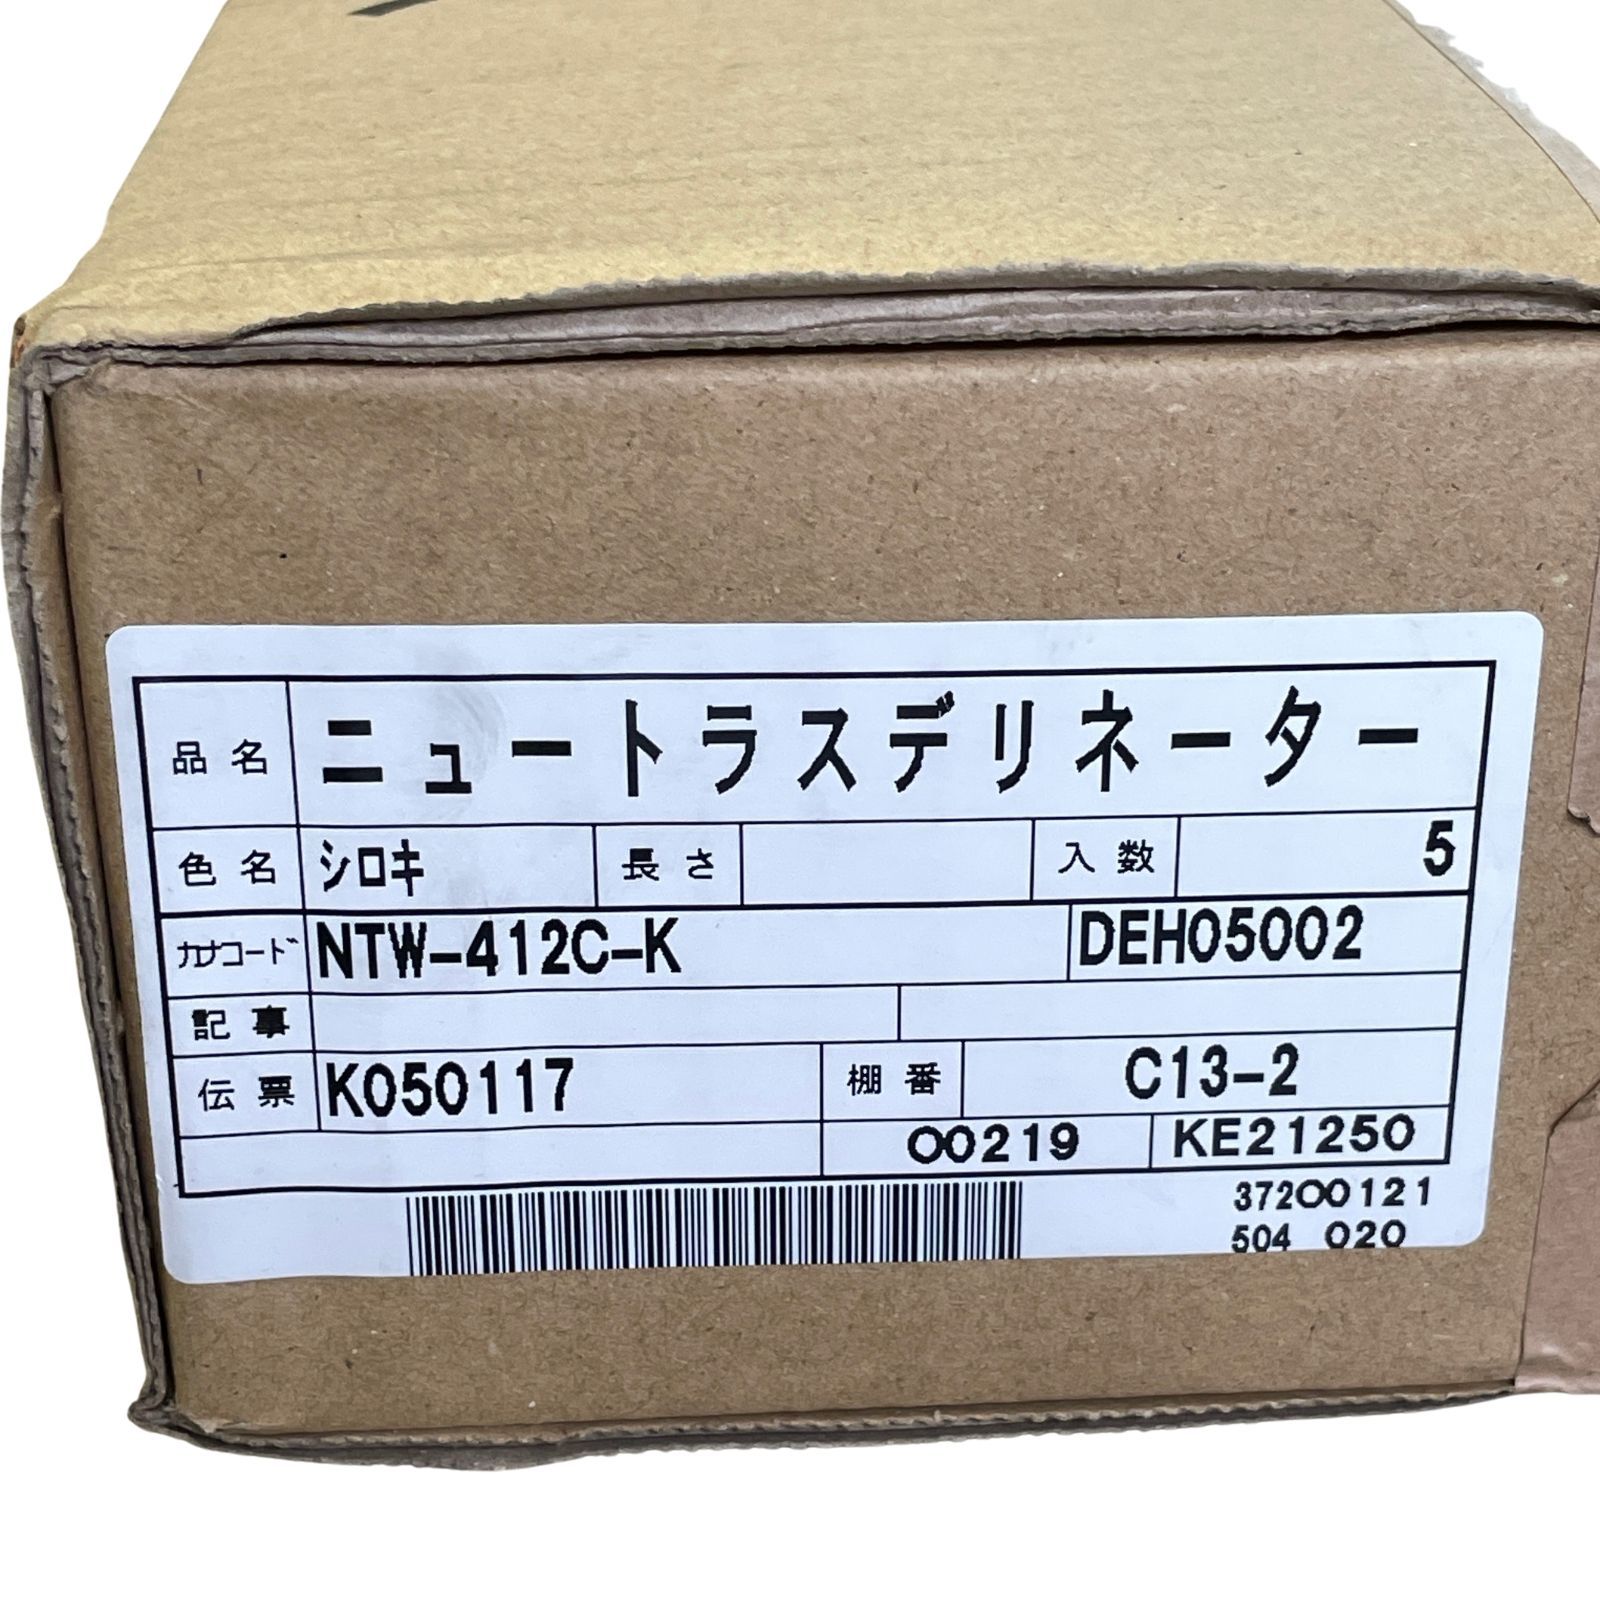 品名 ニュートラスデリネーター
色名 シロキ 長さ 入数 5
カナコード NTW-412C-K DEH05002
記事
伝票 K050117 棚番 C13-2
00219 KE21250
37200121
504 020